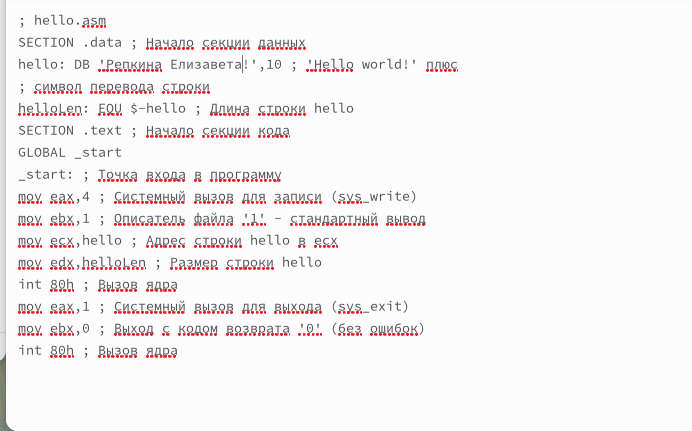 ; hello.asm
SECTION .data ; Начало секции данных
hello: DB 'Репкина Елизавета!',10 ; 'Hello world!' плюс
; символ перевода строки
helloLen: EQU $-hello ; Длина строки hello
SECTION .text ; Начало секции кода
GLOBAL _start
_start: ; Точка входа в программу
mov eax,4 ; Системный вызов для записи (sys_write)
mov ebx,1 ; Описатель файла '1' - стандартный вывод
mov ecx,hello ; Адрес строки hello в ecx
mov edx,helloLen ; Размер строки hello
int 80h ; Вызов ядра
mov eax,1 ; Системный вызов для выхода (sys_exit)
mov ebx,0 ; Выход с кодом возврата '0' (без ошибок)
int 80h ; Вызов ядра